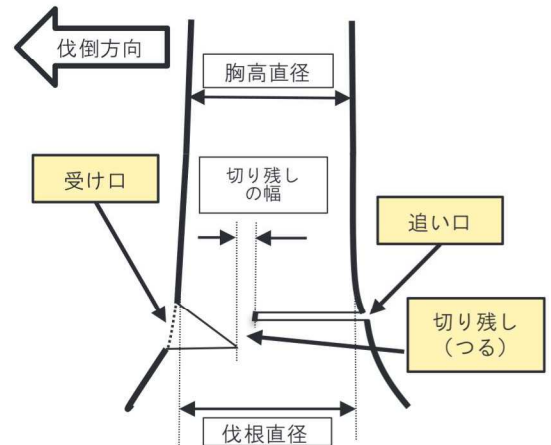 伐倒方向
胸高直径
切り残し
の幅
受け口
追い口
切り残し
（つる）
伐根直径